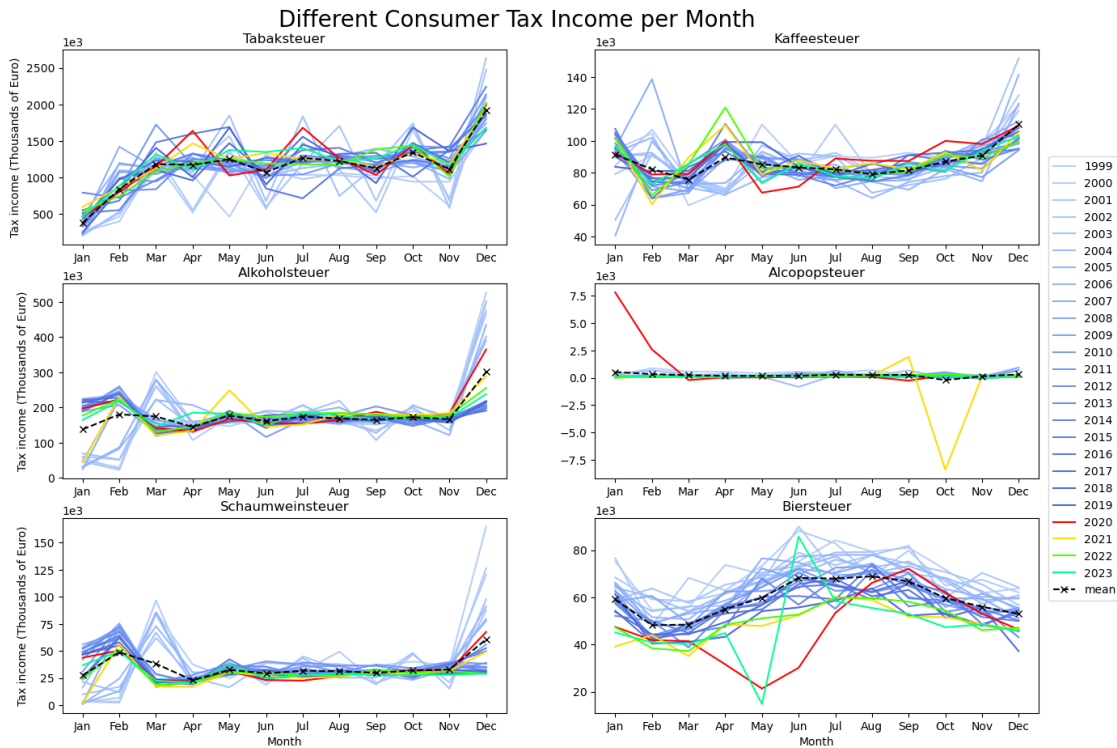 Different Consumer Tax Income per Month
Tabaksteuer
1e3
Tax income (Thousands of Euro)
2500
2000
1500
1000
500
Jan Feb Mar Apr May Jun Jul Aug Sep Oct Nov Dec
Kaffeesteuer
1e3
140
120
100
80
60
40
Jan Feb Mar Apr May Jun Jul Aug Sep Oct Nov Dec
Alkoholsteuer
1e3
Tax income (Thousands of Euro)
500
400
300
200
100
0
Jan Feb Mar Apr May Jun Jul Aug Sep Oct Nov Dec
Alcopopsteuer
1e3
7.5
5.0
2.5
0.0
−2.5
−5.0
−7.5
Jan Feb Mar Apr May Jun Jul Aug Sep Oct Nov Dec
Schaumweinsteuer
1e3
Tax income (Thousands of Euro)
150
125
100
75
50
25
0
Jan Feb Mar Apr May Jun Jul Aug Sep Oct Nov Dec
Month
Biersteuer
1e3
80
60
40
20
Jan Feb Mar Apr May Jun Jul Aug Sep Oct Nov Dec
Month
1999
2000
2001
2002
2003
2004
2005
2006
2007
2008
2009
2010
2011
2012
2013
2014
2015
2016
2017
2018
2019
2020
2021
2022
2023
mean